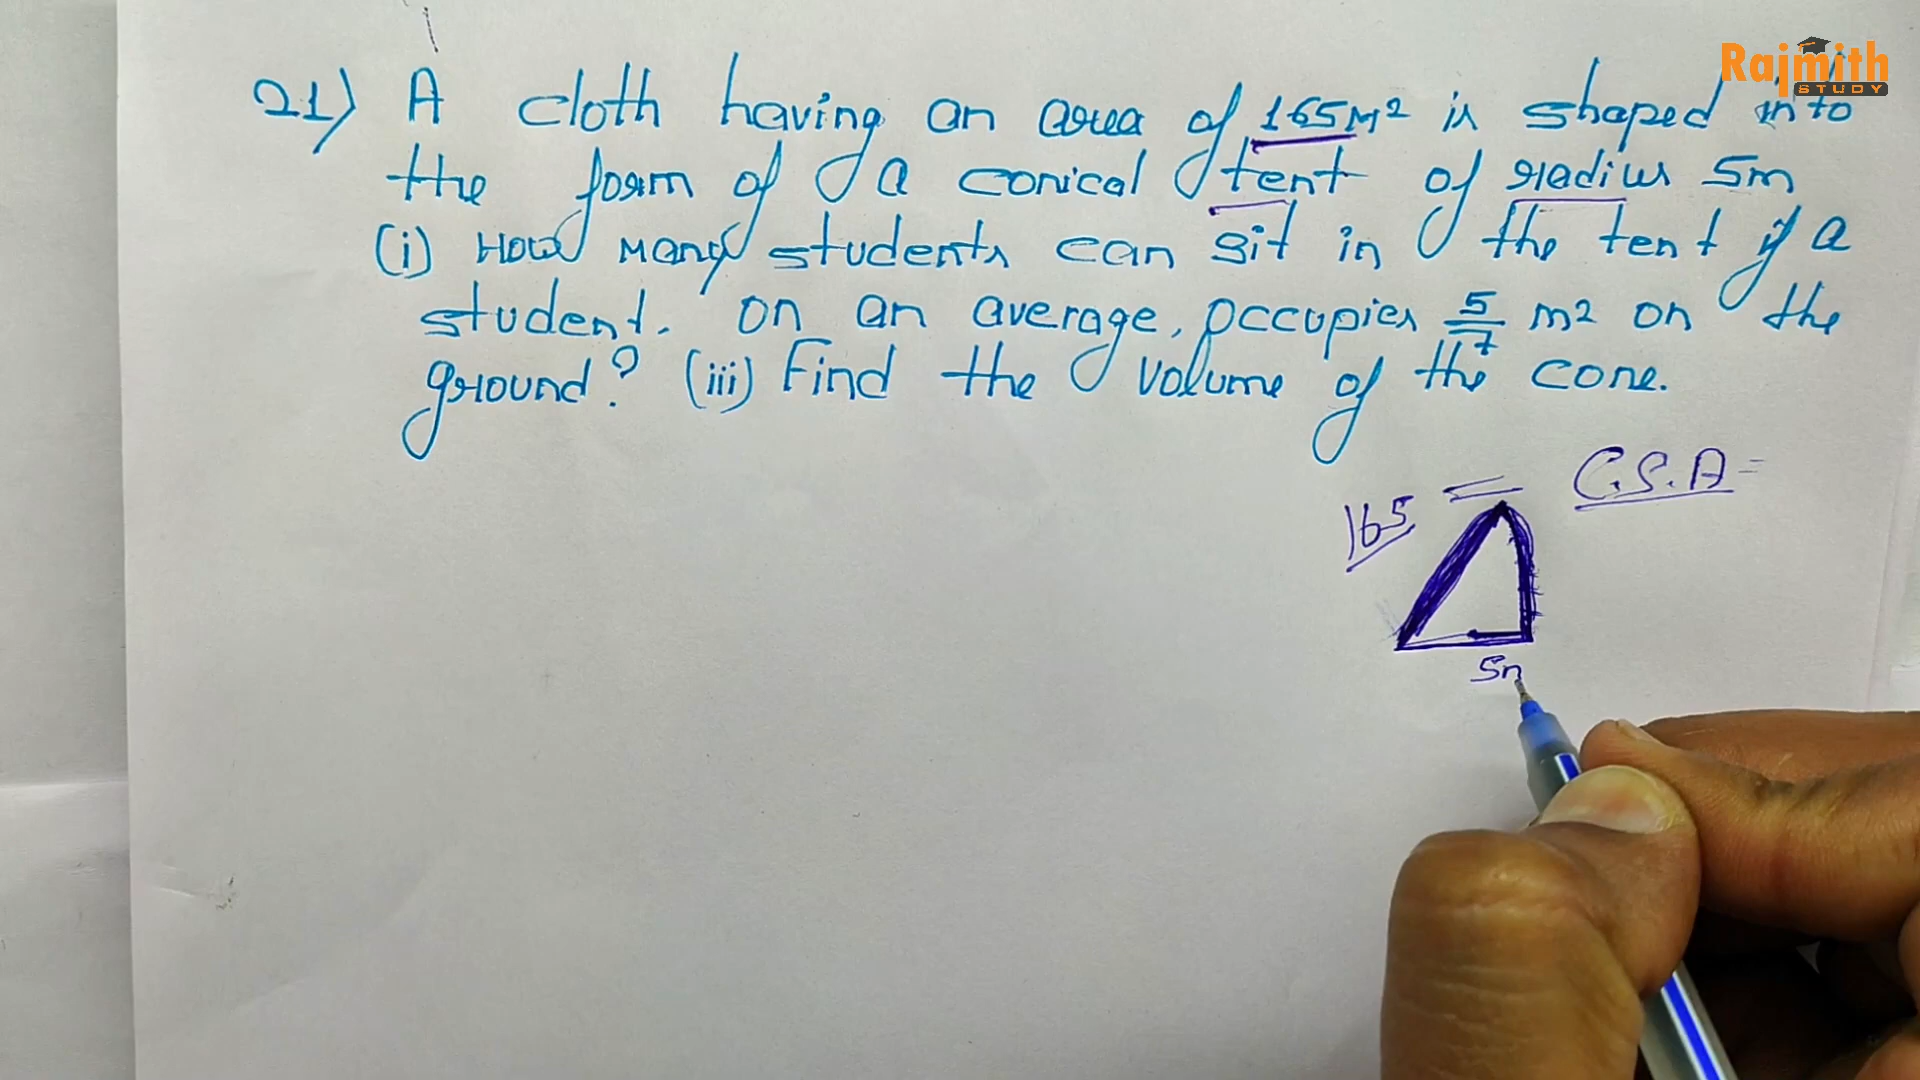 Rajmith
STUDY
21) A cloth having an area of 165M² is shaped into
the form of a conical tent of radius 5m
(i) How many students can sit in the tent if a
student. on an average, occupies 5/7 m² on the
ground? (iii) Find the volume of the cone.
C.S.A =
165
5m